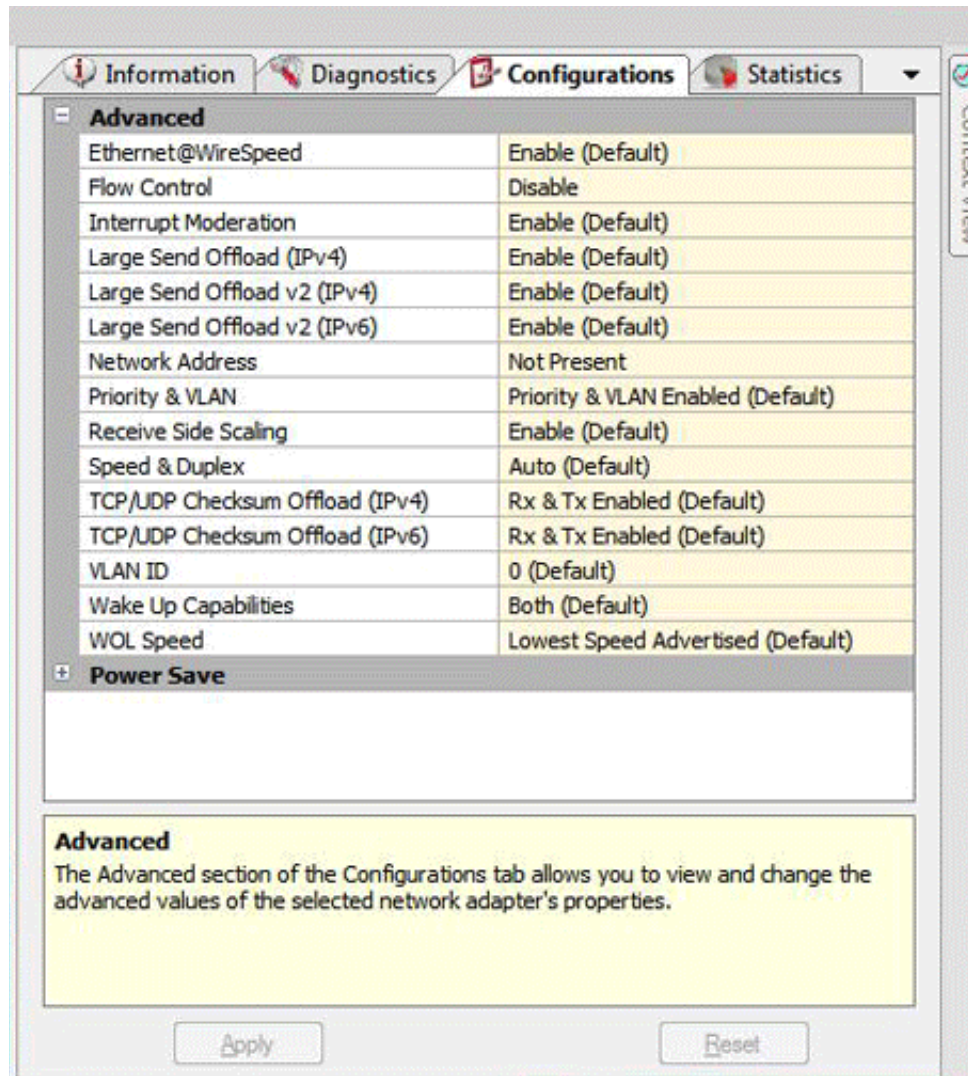 Information Diagnostics Configurations Statistics
Context View
Advanced
Ethernet@WireSpeed Enable (Default)
Flow Control Disable
Interrupt Moderation Enable (Default)
Large Send Offload (IPv4) Enable (Default)
Large Send Offload v2 (IPv4) Enable (Default)
Large Send Offload v2 (IPv6) Enable (Default)
Network Address Not Present
Priority & VLAN Priority & VLAN Enabled (Default)
Receive Side Scaling Enable (Default)
Speed & Duplex Auto (Default)
TCP/UDP Checksum Offload (IPv4) Rx & Tx Enabled (Default)
TCP/UDP Checksum Offload (IPv6) Rx & Tx Enabled (Default)
VLAN ID 0 (Default)
Wake Up Capabilities Both (Default)
WOL Speed Lowest Speed Advertised (Default)
Power Save
Advanced
The Advanced section of the Configurations tab allows you to view and change the
advanced values of the selected network adapter's properties.
Apply Reset